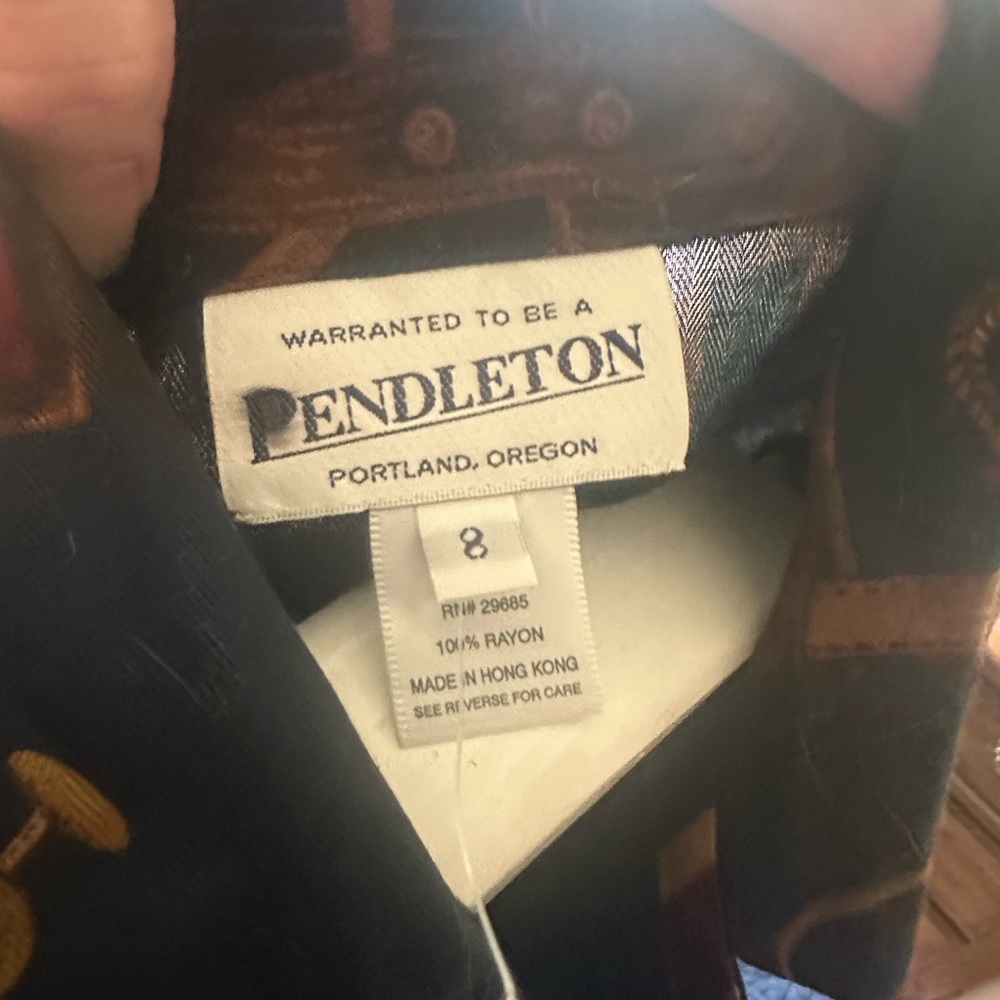 WARRANTED TO BE A
PENDLETON
PORTLAND, OREGON
8
RN# 29685
100% RAYON
MADE IN HONG KONG
SEE REVERSE FOR CARE